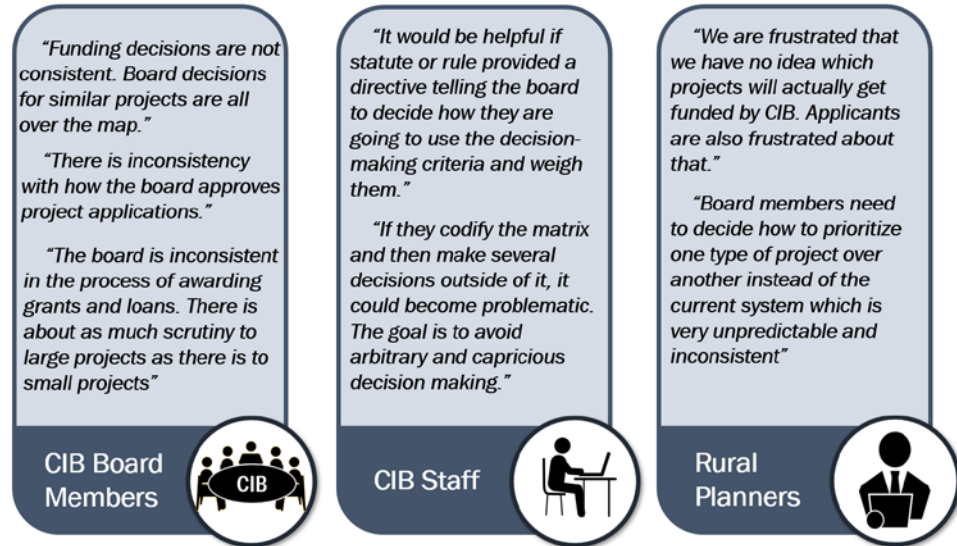 “Funding decisions are not
consistent. Board decisions
for similar projects are all
over the map.”
“There is inconsistency
with how the board approves
project applications.”
“The board is inconsistent
in the process of awarding
grants and loans. There is
about as much scrutiny to
large projects as there is to
small projects”
CIB Board
Members
CIB
“It would be helpful if
statute or rule provided a
directive telling the board
to decide how they are
going to use the decision-
making criteria and weigh
them.”
“If they codify the matrix
and then make several
decisions outside of it, it
could become problematic.
The goal is to avoid
arbitrary and capricious
decision making.”
CIB Staff
“We are frustrated that
we have no idea which
projects will actually get
funded by CIB. Applicants
are also frustrated about
that.”
“Board members need
to decide how to prioritize
one type of project over
another instead of the
current system which is
very unpredictable and
inconsistent”
Rural
Planners